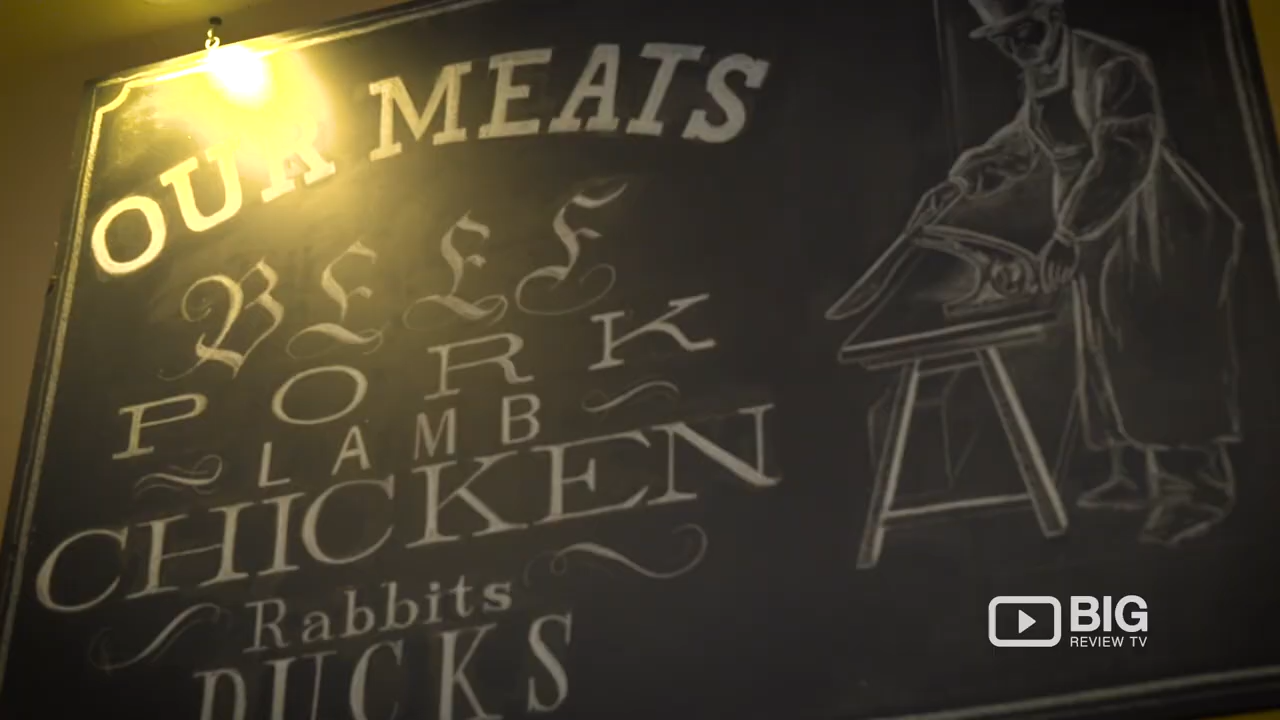 OUR MEATS
BEEF
PORK
LAMB
CHICKEN
Rabbits
DUCKS
BIG
REVIEW TV